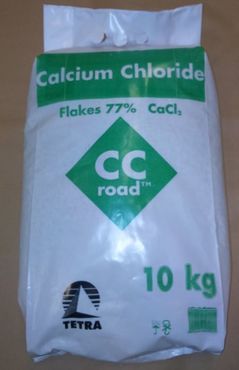 Calcium Chloride
Flakes 77% CaCl₂
CC
road™
10 kg
TETRA